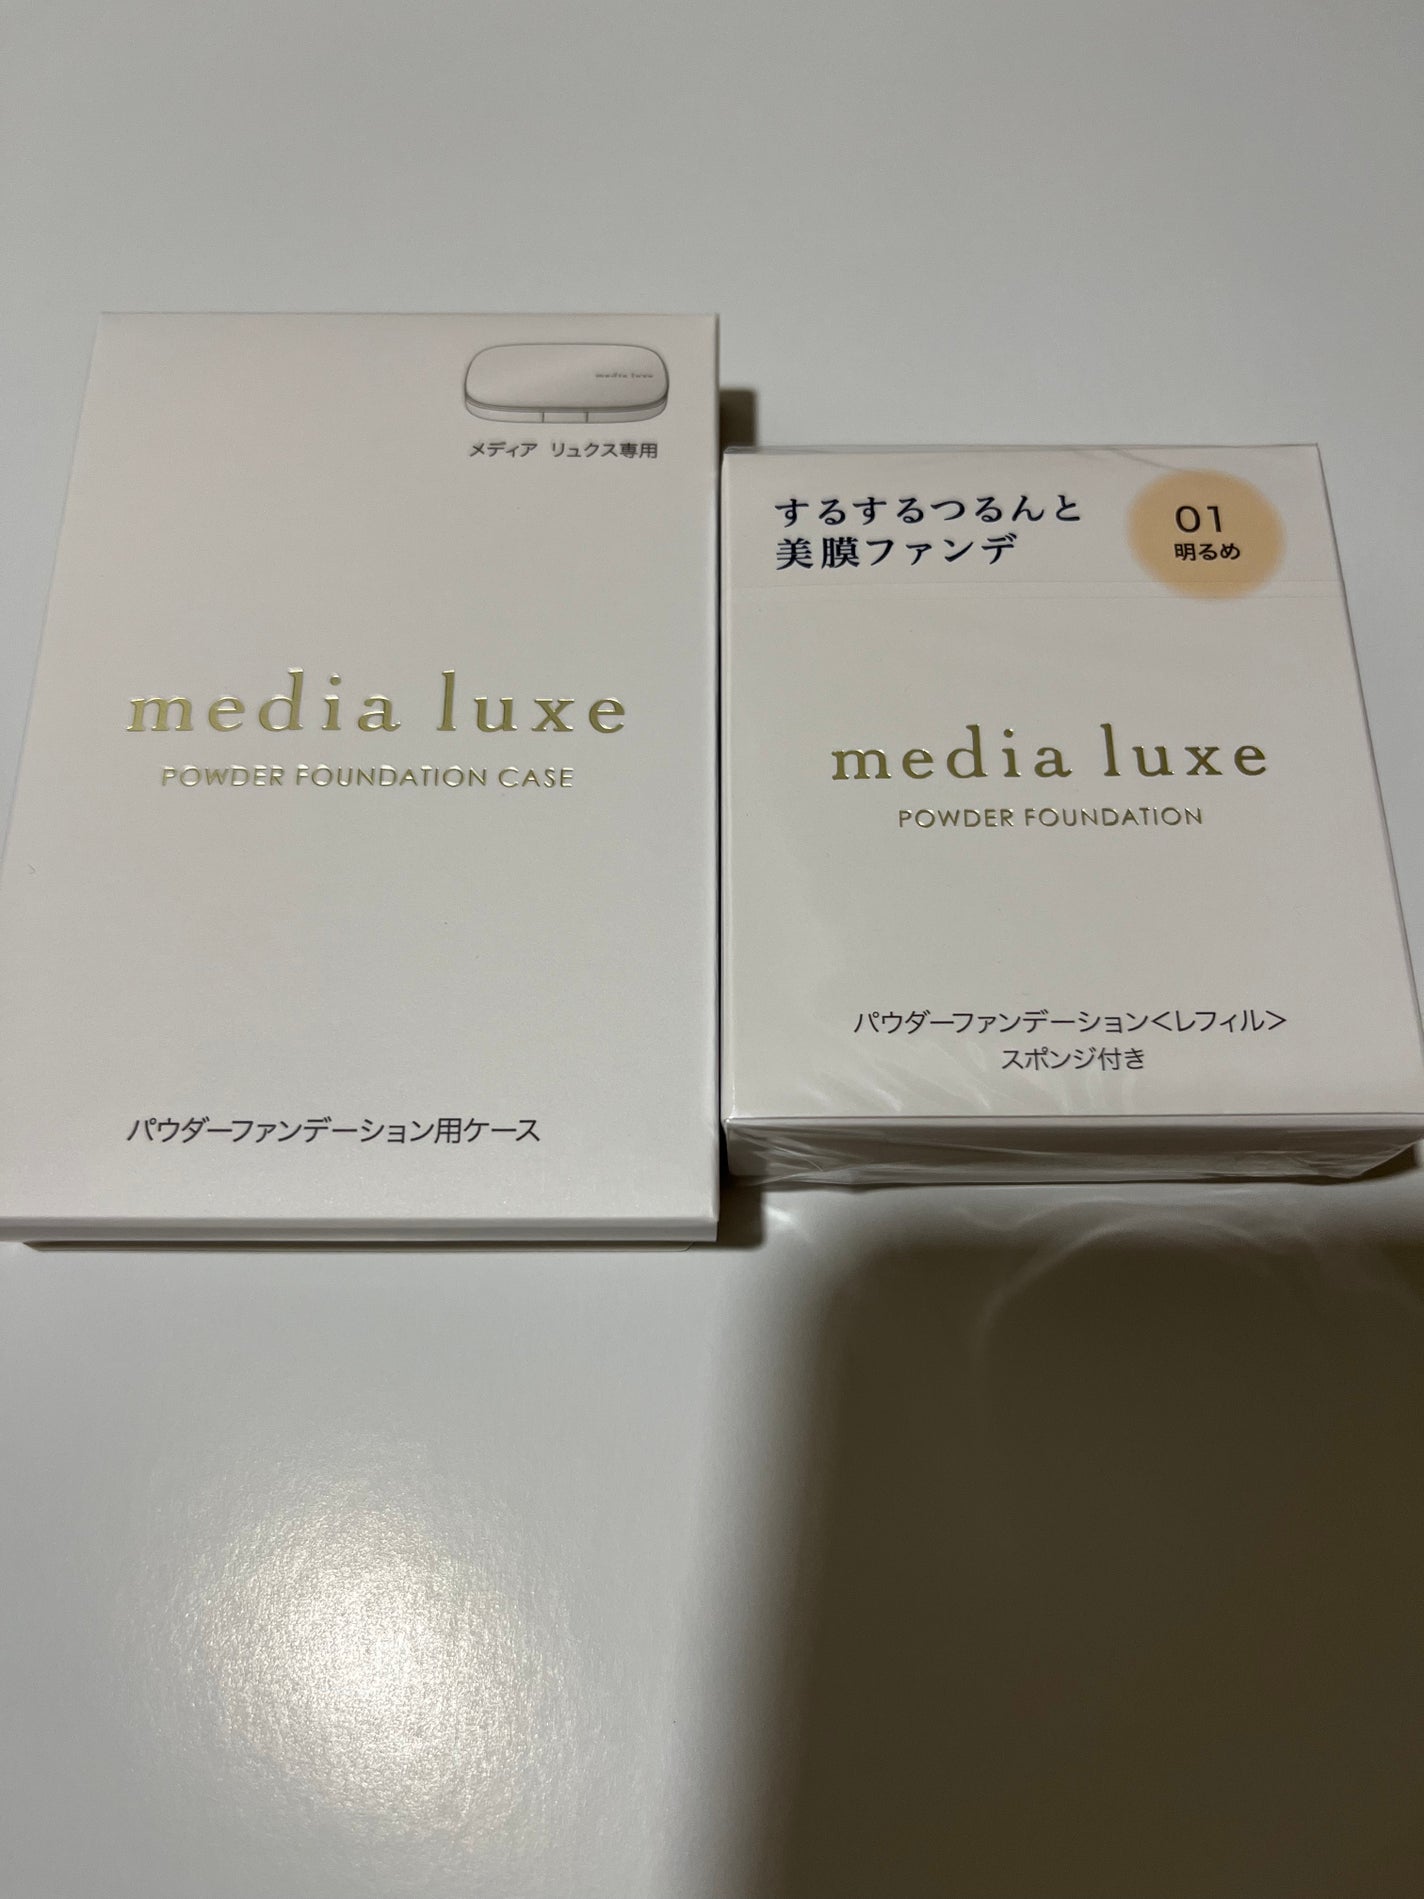 media luxe
メディア リュクス専用
media luxe
POWDER FOUNDATION CASE
パウダーファンデーション用ケース
するするつるんと
美膜ファンデ
01
明るめ
media luxe
POWDER FOUNDATION
パウダーファンデーション<レフィル>
スポンジ付き